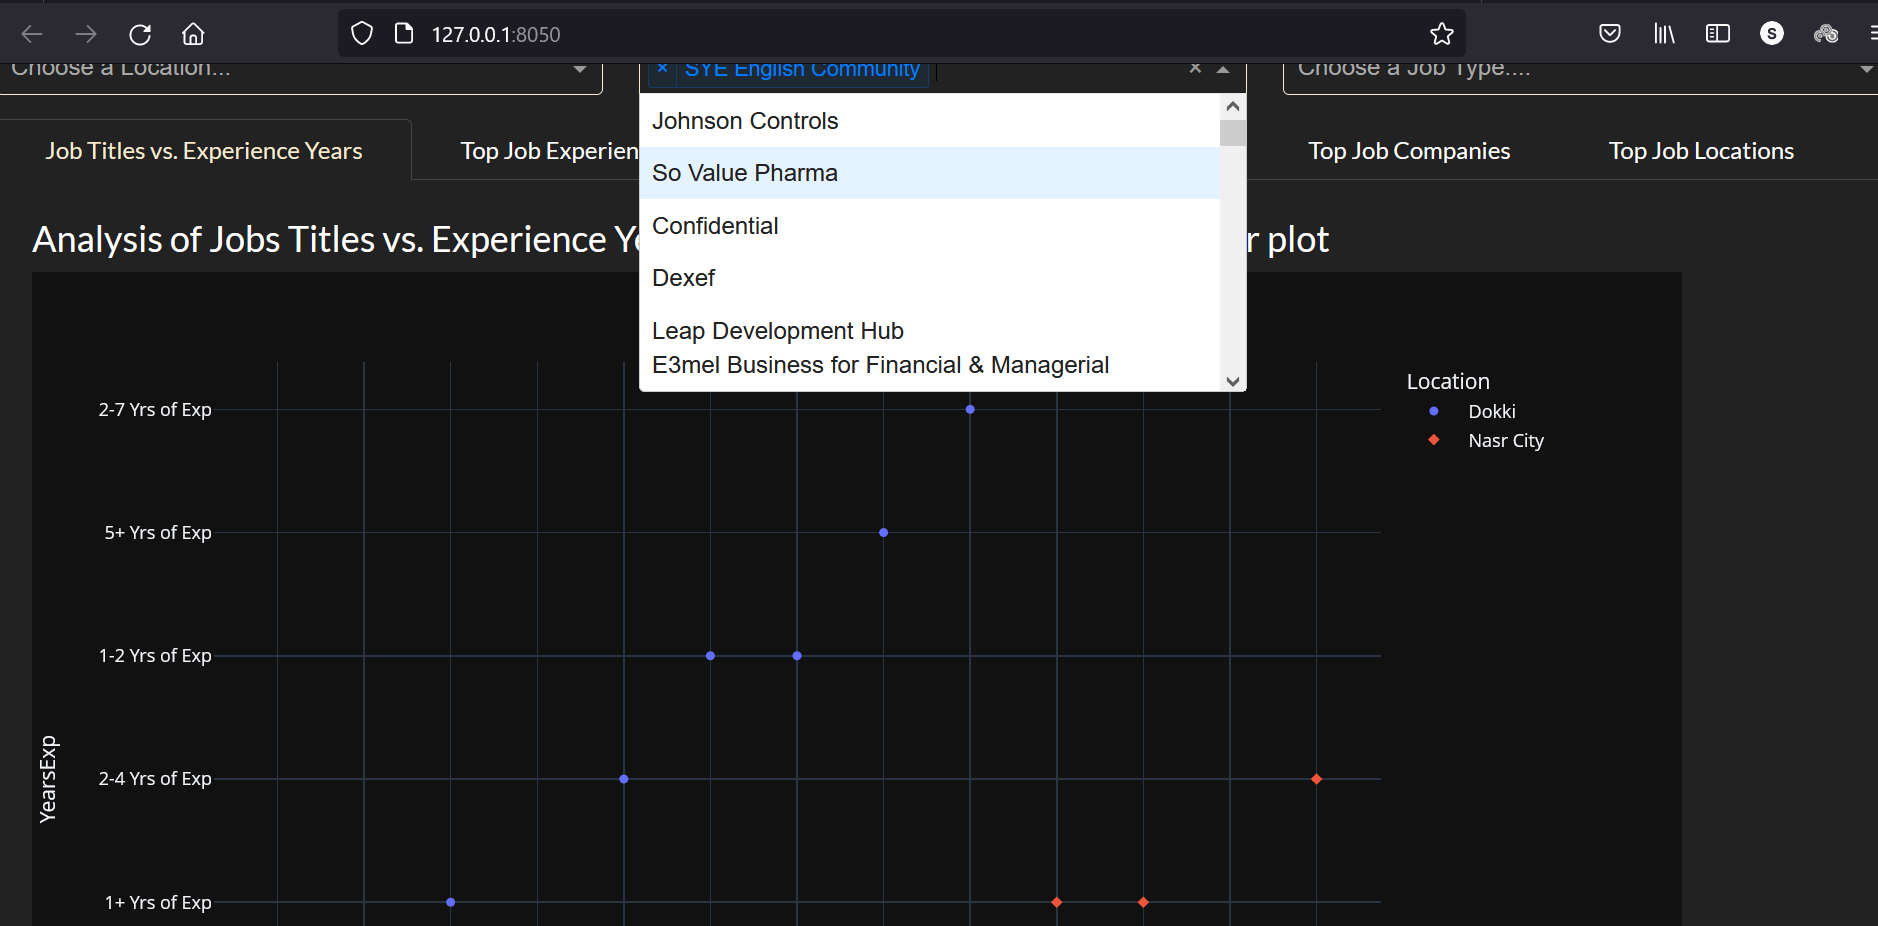 127.0.0.1:8050
Choose a Location...
× SYE English Community ×
Choose a Job Type....
Johnson Controls
So Value Pharma
Confidential
Dexef
Leap Development Hub
E3mel Business for Financial & Managerial
Job Titles vs. Experience Years
Top Job Experien
Top Job Companies
Top Job Locations
Analysis of Jobs Titles vs. Experience Ye
r plot
Location
Dokki
Nasr City
2-7 Yrs of Exp
5+ Yrs of Exp
1-2 Yrs of Exp
2-4 Yrs of Exp
1+ Yrs of Exp
YearsExp
S